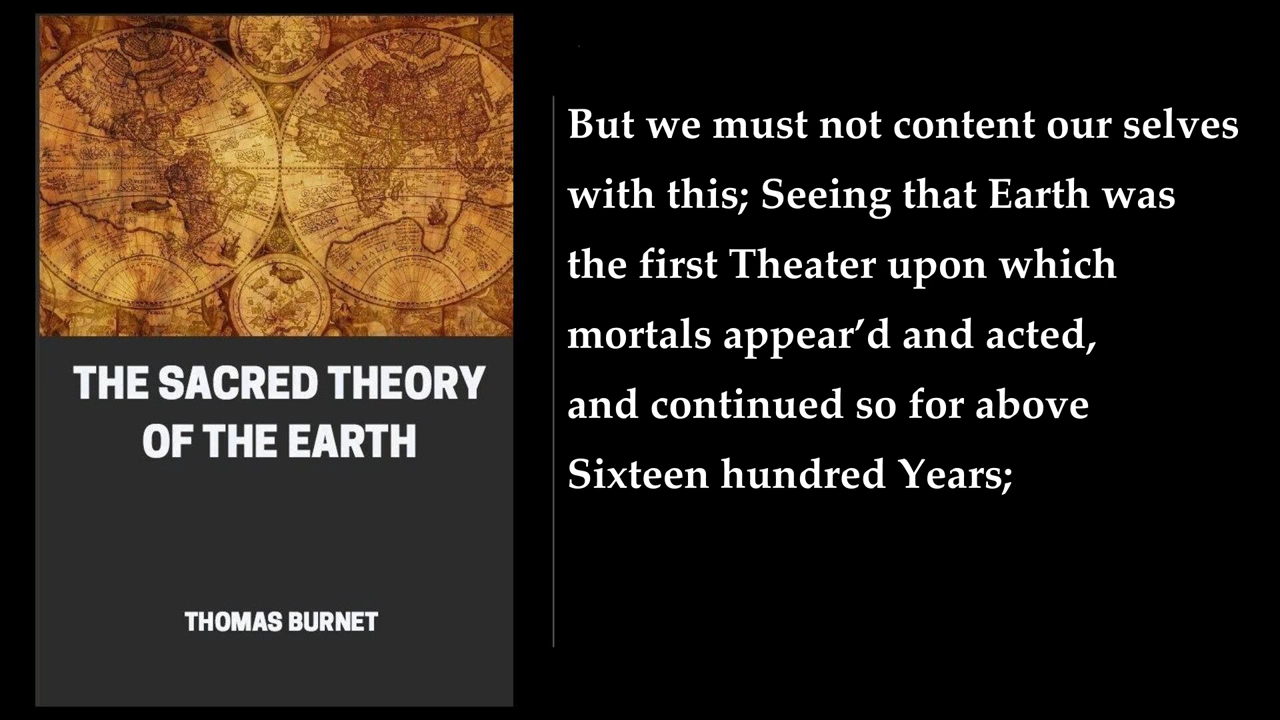 THE SACRED THEORY
OF THE EARTH
THOMAS BURNET
But we must not content our selves
with this; Seeing that Earth was
the first Theater upon which
mortals appear’d and acted,
and continued so for above
Sixteen hundred Years;